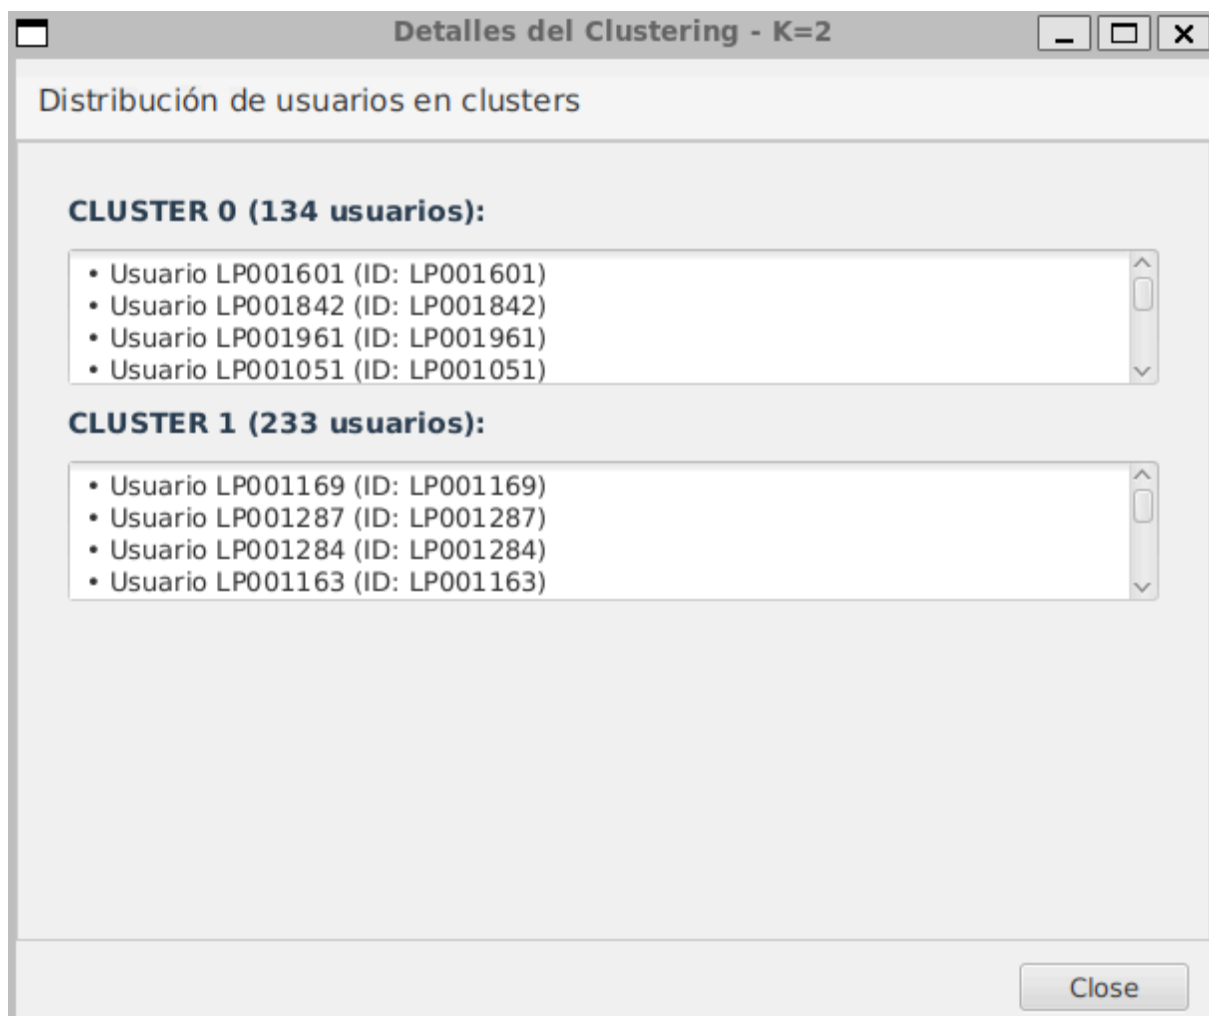 Detalles del Clustering - K=2
Distribución de usuarios en clusters
CLUSTER 0 (134 usuarios):
• Usuario LP001601 (ID: LP001601)
• Usuario LP001842 (ID: LP001842)
• Usuario LP001961 (ID: LP001961)
• Usuario LP001051 (ID: LP001051)
CLUSTER 1 (233 usuarios):
• Usuario LP001169 (ID: LP001169)
• Usuario LP001287 (ID: LP001287)
• Usuario LP001284 (ID: LP001284)
• Usuario LP001163 (ID: LP001163)
Close